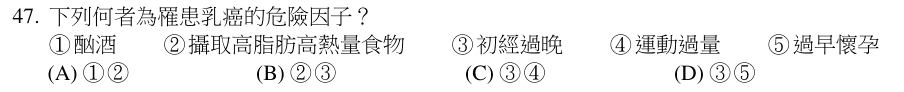 47. 下列何者為罹患乳癌的危險因子？
①酗酒 ②攝取高脂肪高熱量食物 ③初經過晚 ④運動過量 ⑤過早懷孕
(A) ①② (B) ②③ (C) ③④ (D) ③⑤